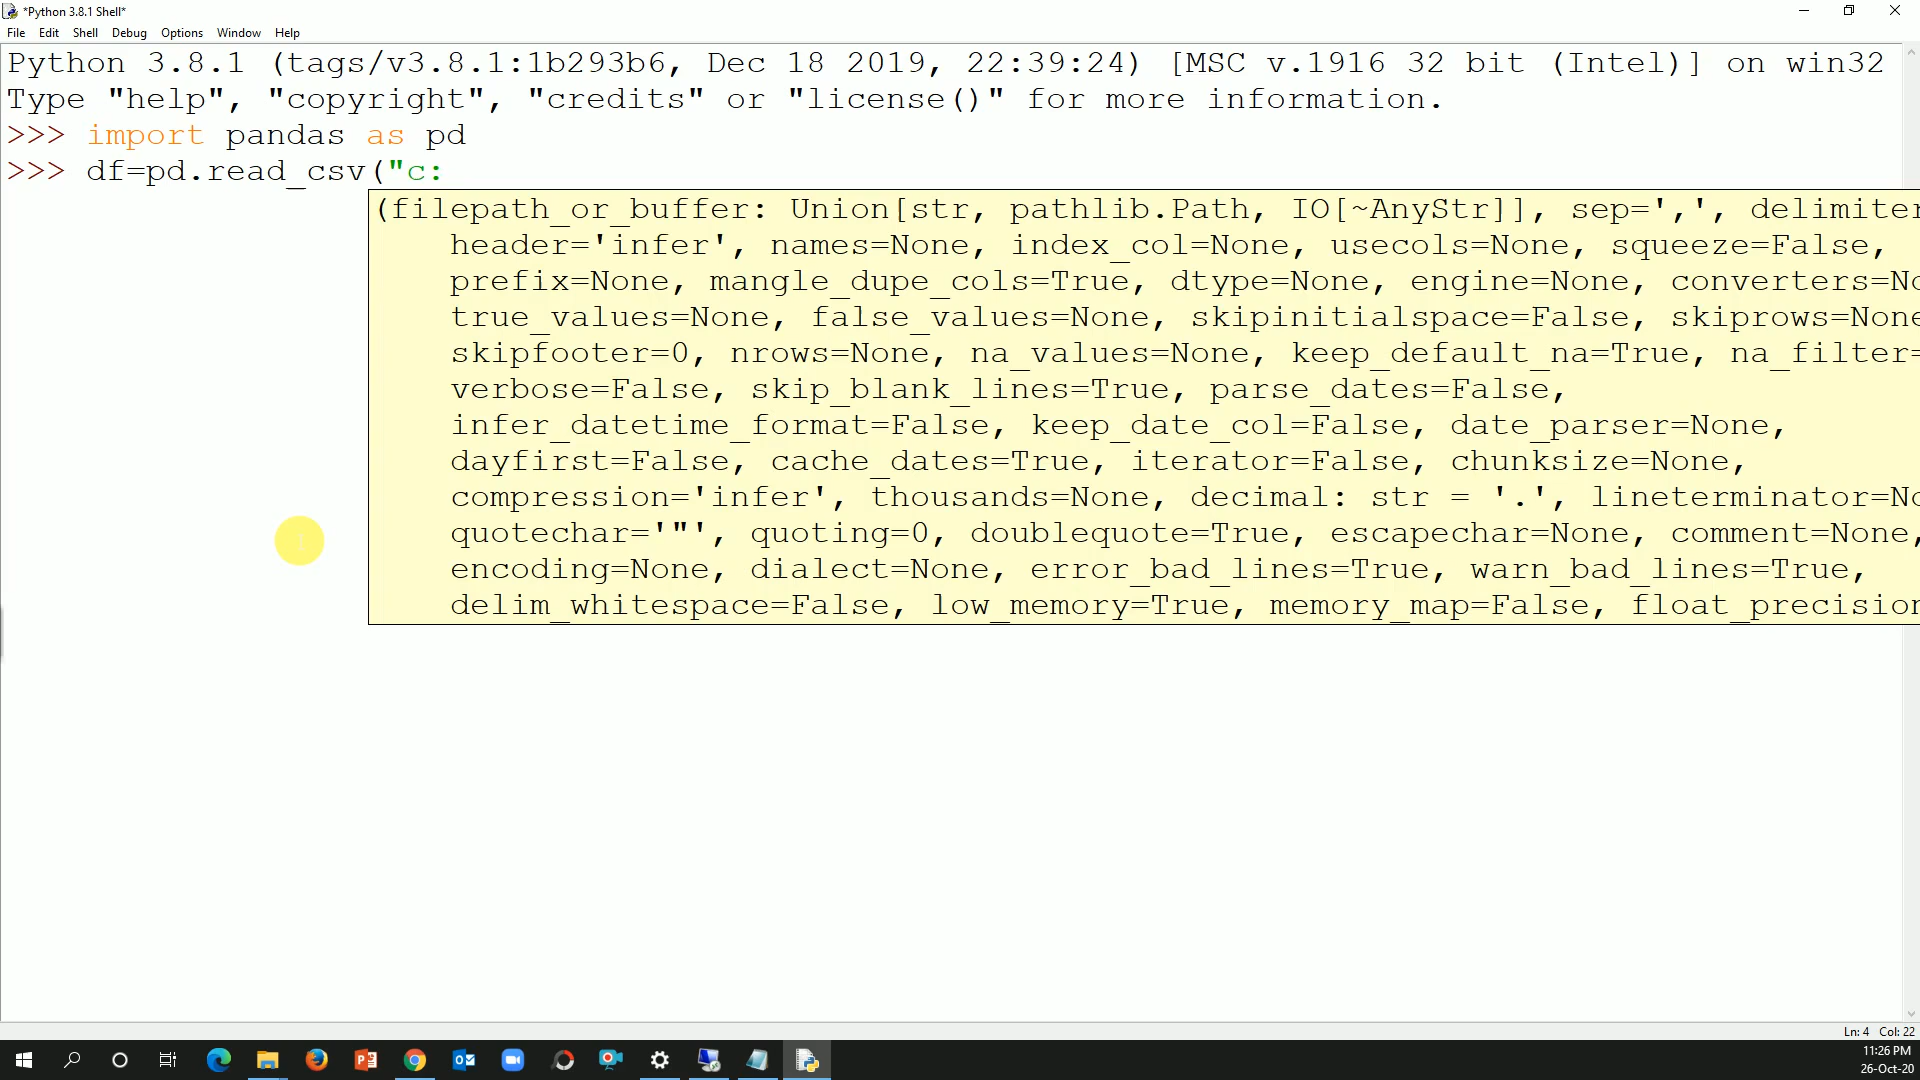 *Python 3.8.1 Shell*
File Edit Shell Debug Options Window Help
Python 3.8.1 (tags/v3.8.1:1b293b6, Dec 18 2019, 22:39:24) [MSC v.1916 32 bit (Intel)] on win32
Type "help", "copyright", "credits" or "license()" for more information.
>>> import pandas as pd
>>> df=pd.read_csv("c:
(filepath_or_buffer: Union[str, pathlib.Path, IO[~AnyStr]], sep=',', delimiter
header='infer', names=None, index_col=None, usecols=None, squeeze=False,
prefix=None, mangle_dupe_cols=True, dtype=None, engine=None, converters=No
true_values=None, false_values=None, skipinitialspace=False, skiprows=None
skipfooter=0, nrows=None, na_values=None, keep_default_na=True, na_filter=
verbose=False, skip_blank_lines=True, parse_dates=False,
infer_datetime_format=False, keep_date_col=False, date_parser=None,
dayfirst=False, cache_dates=True, iterator=False, chunksize=None,
compression='infer', thousands=None, decimal: str = '.', lineterminator=No
quotechar='"', quoting=0, doublequote=True, escapechar=None, comment=None,
encoding=None, dialect=None, error_bad_lines=True, warn_bad_lines=True,
delim_whitespace=False, low_memory=True, memory_map=False, float_precision
Ln: 4 Col: 22
11:26 PM
26-Oct-20